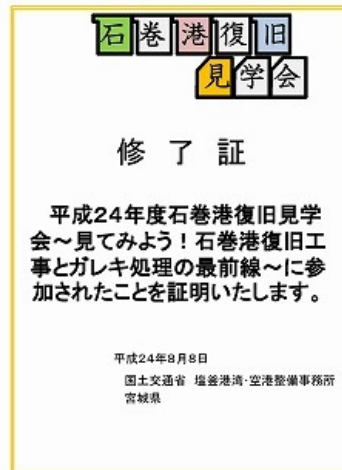 石巻港復旧
見学会
修了証
平成24年度石巻港復旧見学
会~見てみよう!石巻港復旧工
事とガレキ処理の最前線~に参
加されたことを証明いたします。
平成24年8月8日
国土交通省 塩釜港湾・空港整備事務所
宮城県